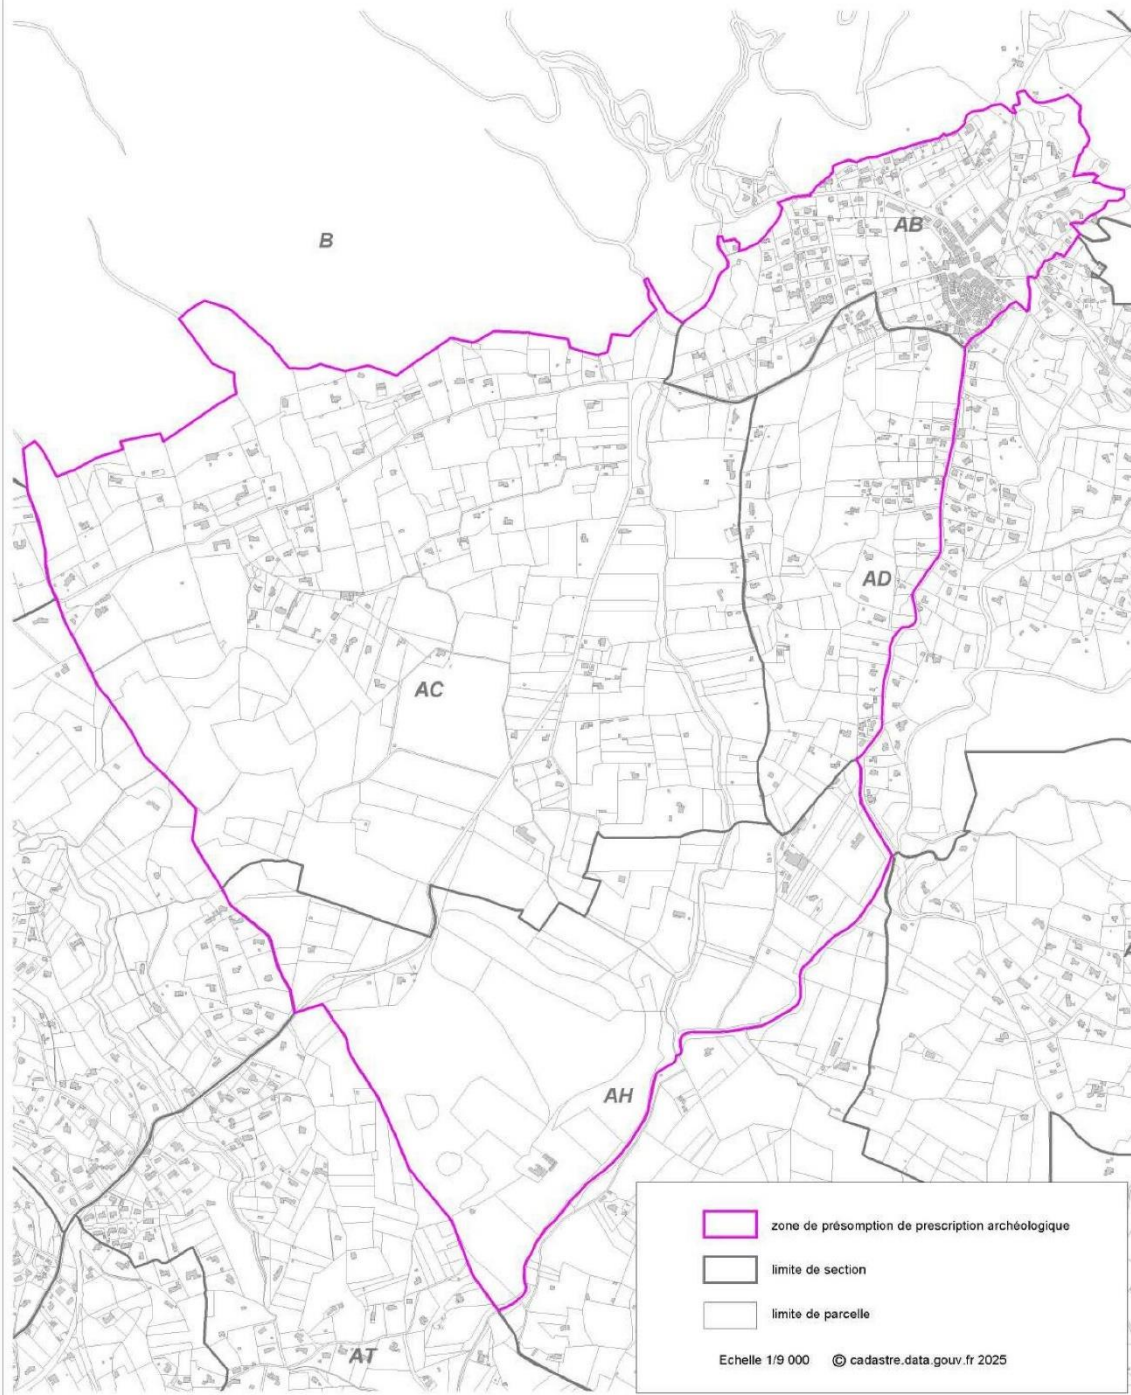 AB
B
AD
AC
AH
zone de présomption de prescription archéologique
limite de section
limite de parcelle
Echelle 1/9 000 © cadastre.data.gouv.fr 2025
AT